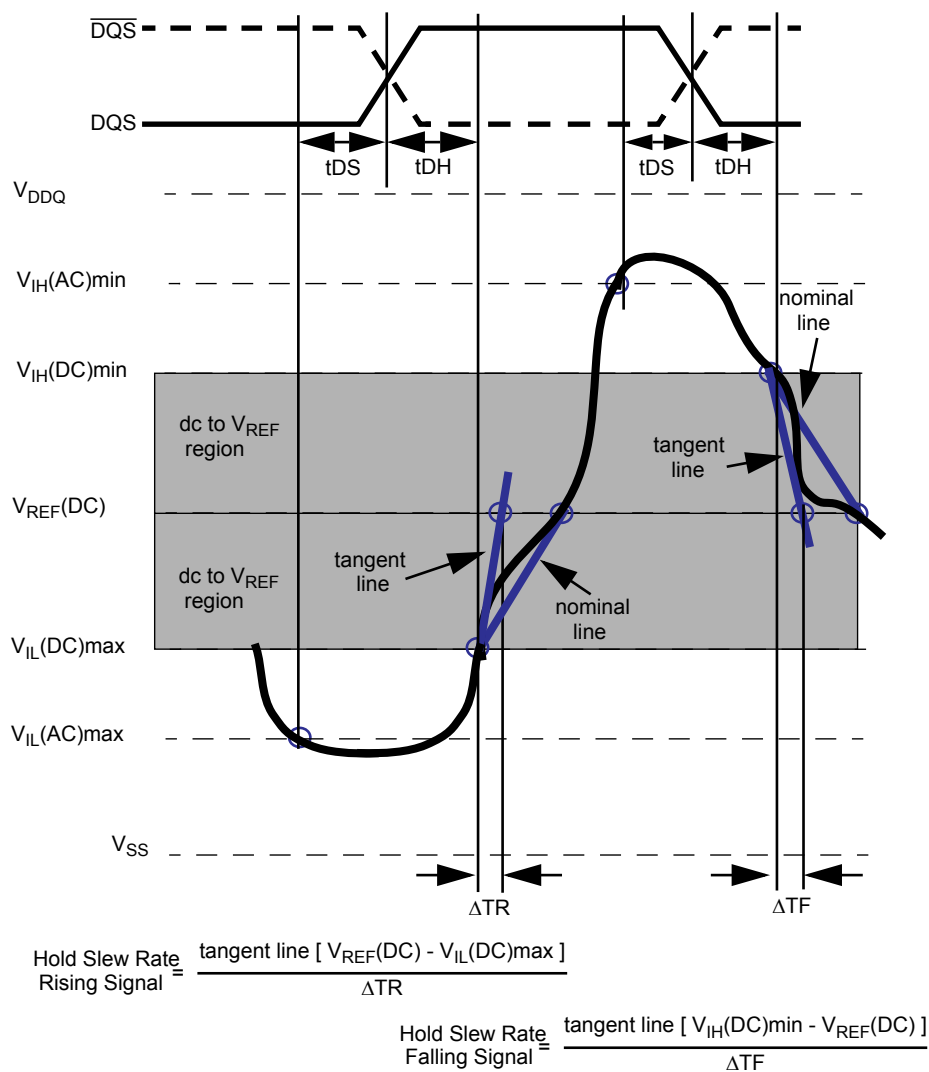 DQS
DQS
tDS
tDH
tDS
tDH
VDDQ
VIH(AC)min
nominal
line
VIH(DC)min
dc to VREF
region
tangent
line
VREF(DC)
tangent
line
dc to VREF
region
nominal
line
VIL(DC)max
VIL(AC)max
VSS
ΔTR
ΔTF
Hold Slew Rate
Rising Signal
=
tangent line [ VREF(DC) - VIL(DC)max ]
ΔTR
Hold Slew Rate
Falling Signal
=
tangent line [ VIH(DC)min - VREF(DC) ]
ΔTF